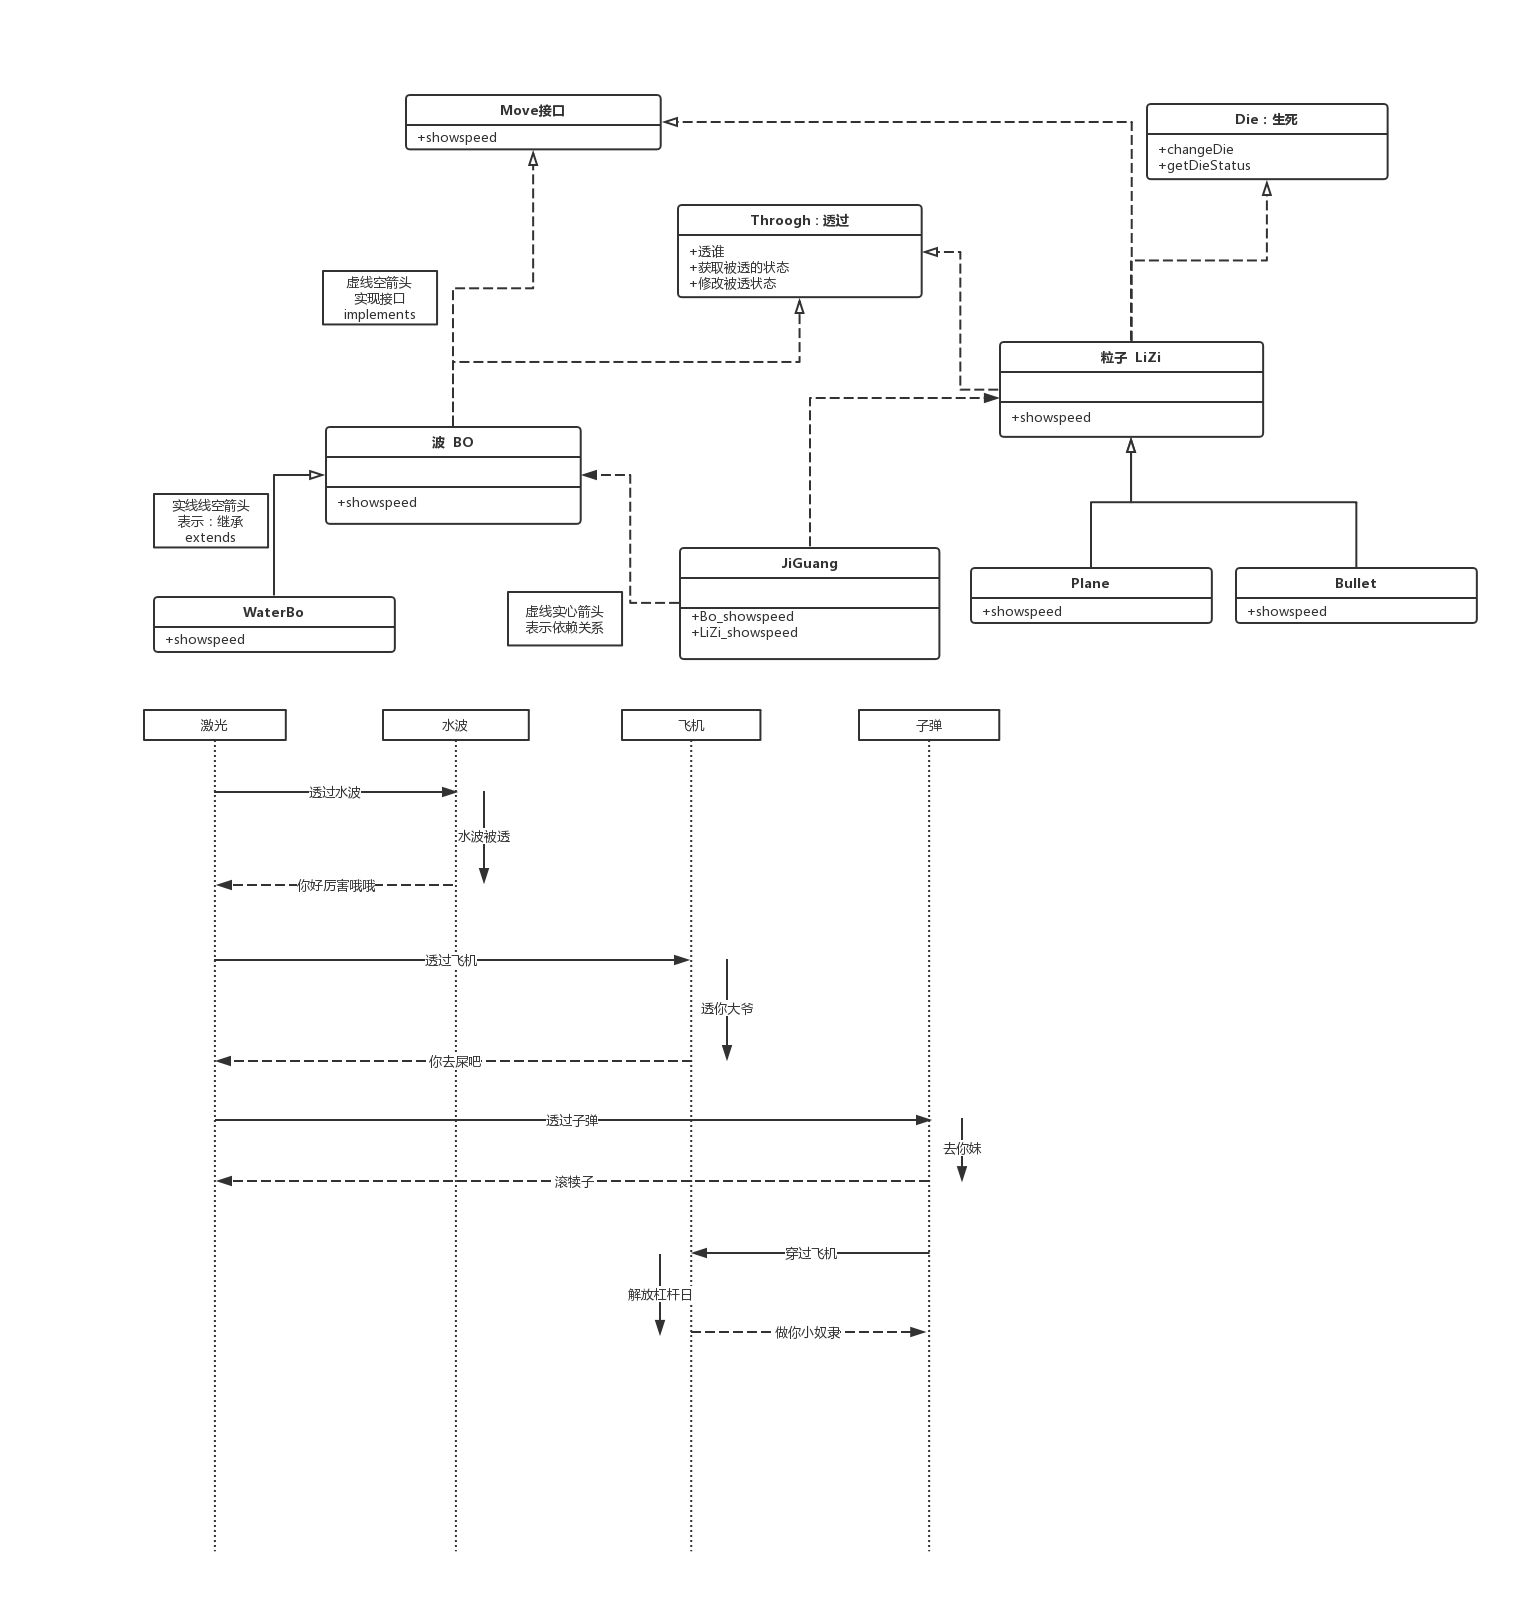 Move接口
+showspeed
Die：生死
+changeDie
+getDieStatus
Throogh：透过
+透谁
+获取被透的状态
+修改被透状态
虚线空箭头
实现接口
implements
粒子 LiZi
+showspeed
波 BO
+showspeed
实线线空箭头
表示：继承
extends
JiGuang
+Bo_showspeed
+LiZi_showspeed
Plane
+showspeed
Bullet
+showspeed
虚线实心箭头
表示依赖关系
WaterBo
+showspeed
激光
水波
飞机
子弹
透过水波
水波被透
你好厉害哦哦
透过飞机
透你大爷
你去屎吧
透过子弹
去你妹
滚犊子
穿过飞机
解放杠杆日
做你小奴隶